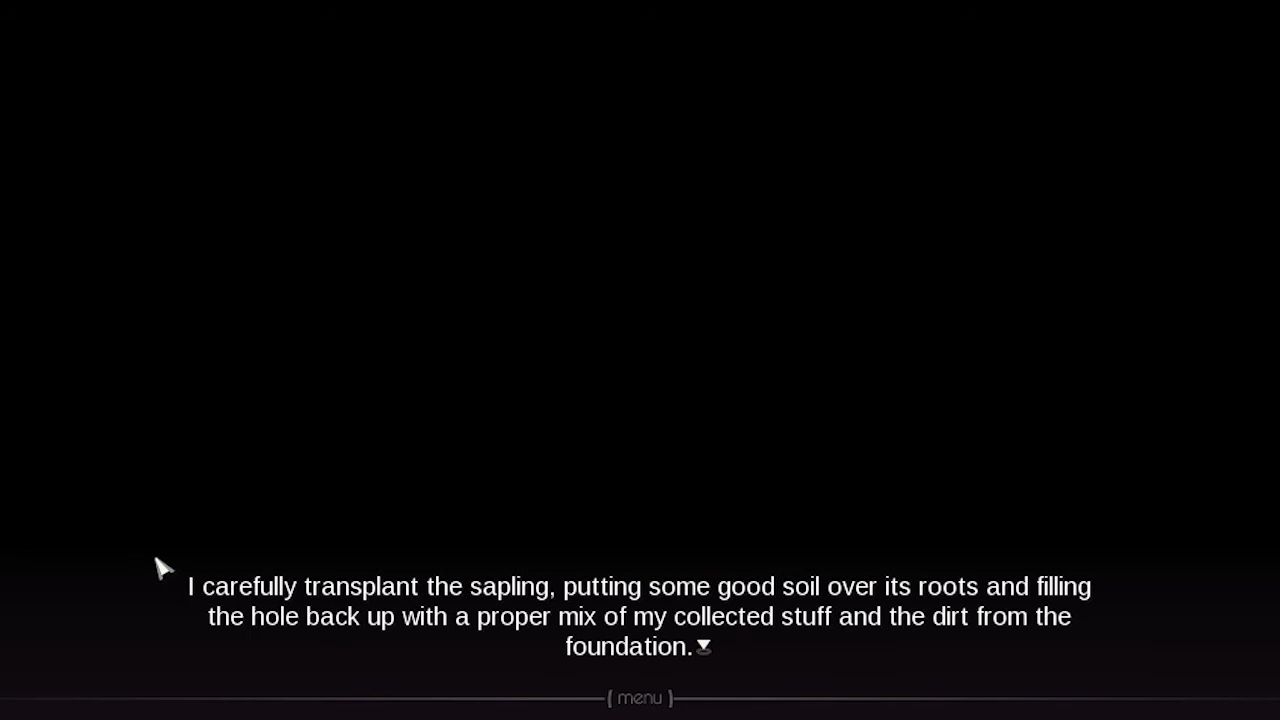 I carefully transplant the sapling, putting some good soil over its roots and filling
the hole back up with a proper mix of my collected stuff and the dirt from the
foundation.
( menu )